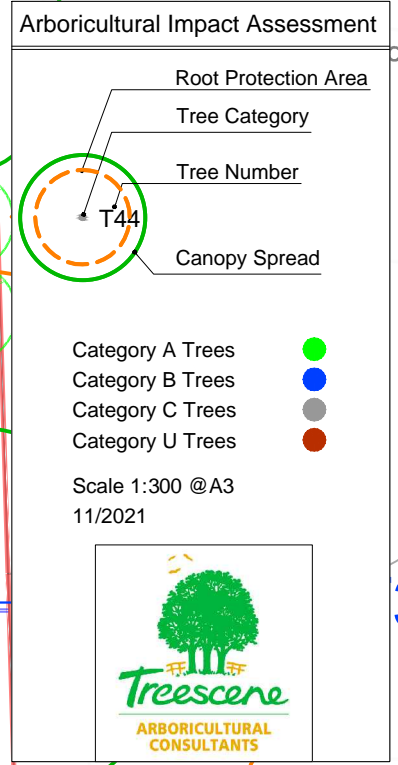 Arboricultural Impact Assessment
Root Protection Area
Tree Category
Tree Number
T44
Canopy Spread
Category A Trees
Category B Trees
Category C Trees
Category U Trees
Scale 1:300 @A3
11/2021
Treescene
ARBORICULTURAL
CONSULTANTS